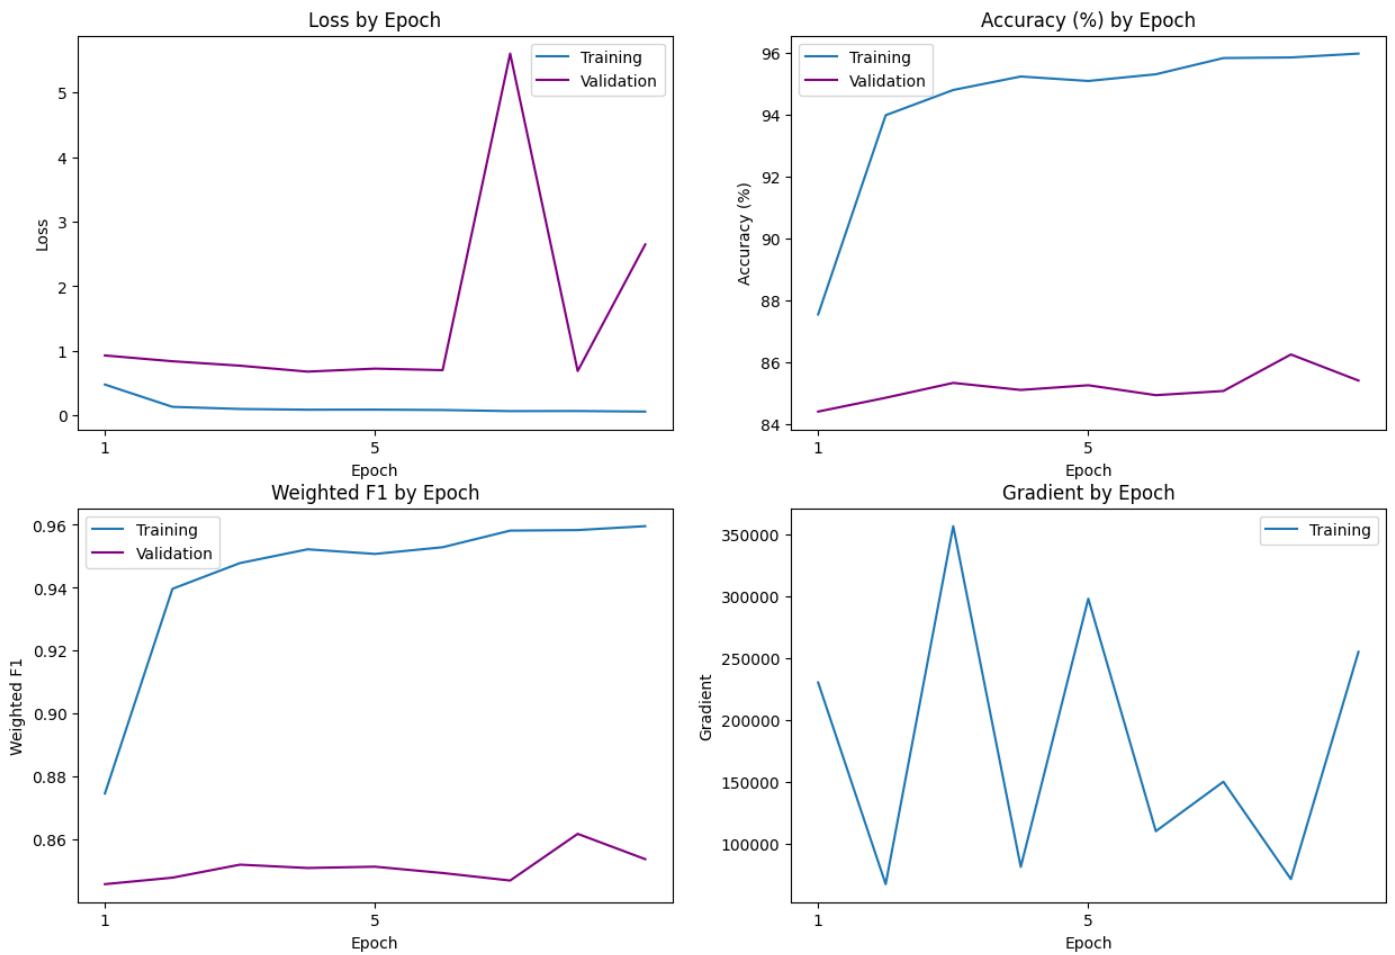 Loss by Epoch
Training
Validation
5
4
3
2
1
0
Loss
1
5
Epoch
Accuracy (%) by Epoch
Training
Validation
96
94
92
90
88
86
84
Accuracy (%)
1
5
Epoch
Weighted F1 by Epoch
Training
Validation
0.96
0.94
0.92
0.90
0.88
0.86
Weighted F1
1
5
Epoch
Gradient by Epoch
Training
350000
300000
250000
200000
150000
100000
Gradient
1
5
Epoch